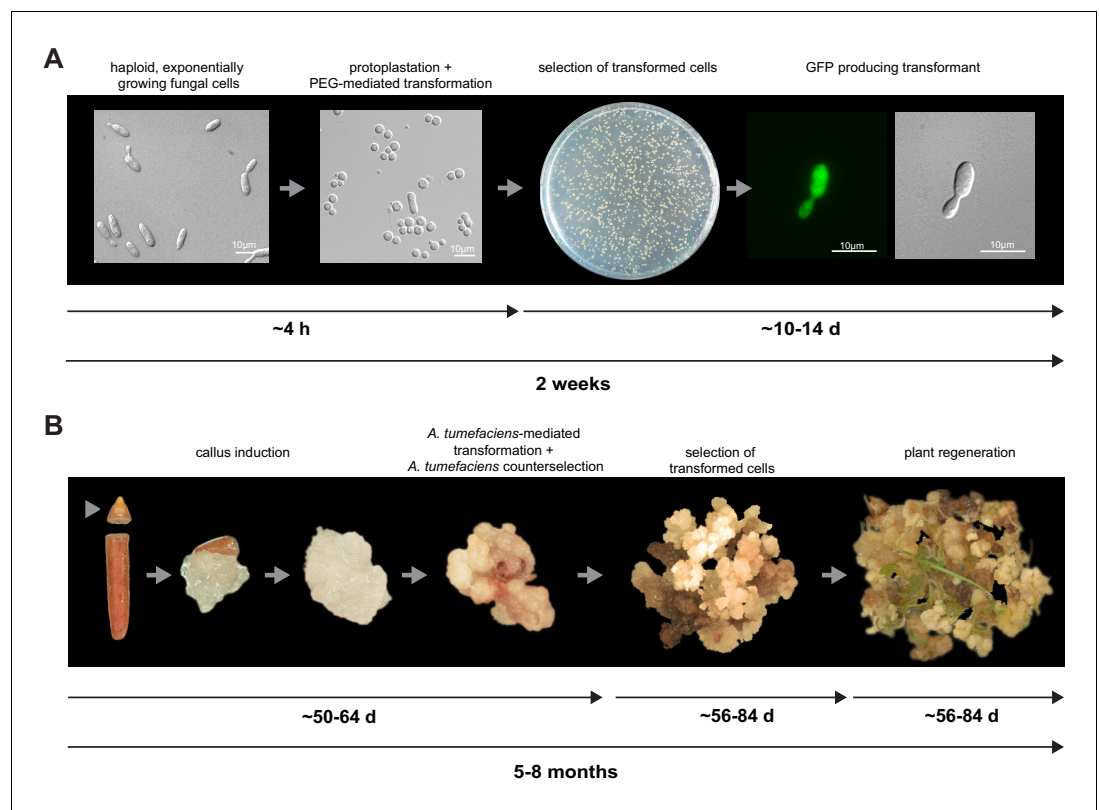 A
haploid, exponentially
growing fungal cells
protoplastation +
PEG-mediated transformation
selection of transformed cells
GFP producing transformant
10µm
10µm
10µm
10µm
~4 h
~10-14 d
2 weeks
B
callus induction
A. tumefaciens-mediated
transformation +
A. tumefaciens counterselection
selection of
transformed cells
plant regeneration
~50-64 d
~56-84 d
~56-84 d
5-8 months